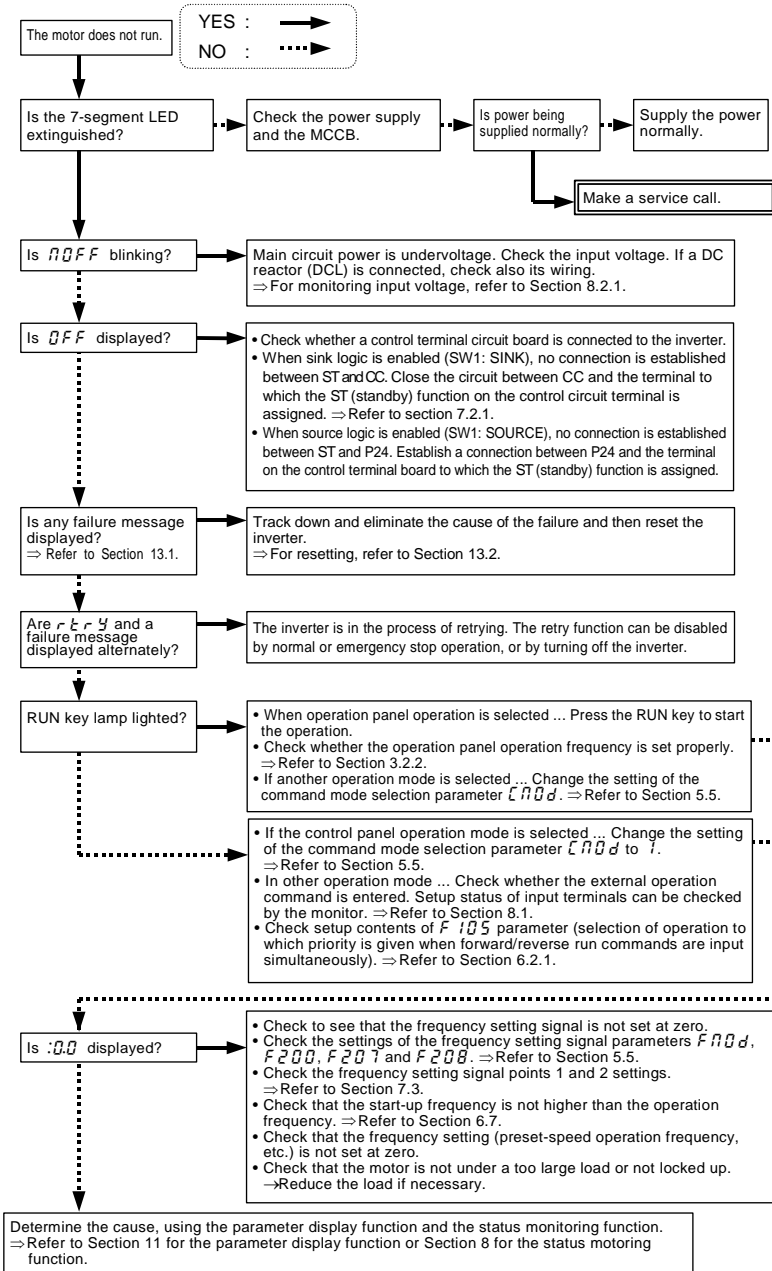 The motor does not run.
YES :
NO :
Is the 7-segment LED
extinguished?
Check the power supply
and the MCCB.
Is power being
supplied normally?
Supply the power
normally.
Make a service call.
Is MOFF blinking?
Main circuit power is undervoltage. Check the input voltage. If a DC
reactor (DCL) is connected, check also its wiring.
⇒For monitoring input voltage, refer to Section 8.2.1.
Is OFF displayed?
• Check whether a control terminal circuit board is connected to the inverter.
• When sink logic is enabled (SW1: SINK), no connection is established
between ST and CC. Close the circuit between CC and the terminal to
which the ST (standby) function on the control circuit terminal is
assigned. ⇒Refer to section 7.2.1.
• When source logic is enabled (SW1: SOURCE), no connection is established
between ST and P24. Establish a connection between P24 and the terminal
on the control terminal board to which the ST (standby) function is assigned.
Is any failure message
displayed?
⇒ Refer to Section 13.1.
Track down and eliminate the cause of the failure and then reset the
inverter.
⇒For resetting, refer to Section 13.2.
Are rtry and a
failure message
displayed alternately?
The inverter is in the process of retrying. The retry function can be disabled
by normal or emergency stop operation, or by turning off the inverter.
RUN key lamp lighted?
• When operation panel operation is selected ... Press the RUN key to start
the operation.
• Check whether the operation panel operation frequency is set properly.
⇒Refer to Section 3.2.2.
• If another operation mode is selected ... Change the setting of the
command mode selection parameter CMOd. ⇒Refer to Section 5.5.
• If the control panel operation mode is selected ... Change the setting
of the command mode selection parameter CMOd to 1.
⇒Refer to Section 5.5.
• In other operation mode ... Check whether the external operation
command is entered. Setup status of input terminals can be checked
by the monitor. ⇒Refer to Section 8.1.
• Check setup contents of F105 parameter (selection of operation to
which priority is given when forward/reverse run commands are input
simultaneously). ⇒Refer to Section 6.2.1.
Is :0.0 displayed?
• Check to see that the frequency setting signal is not set at zero.
• Check the settings of the frequency setting signal parameters FMOd,
F200, F207 and F208. ⇒Refer to Section 5.5.
• Check the frequency setting signal points 1 and 2 settings.
⇒Refer to Section 7.3.
• Check that the start-up frequency is not higher than the operation
frequency. ⇒Refer to Section 6.7.
• Check that the frequency setting (preset-speed operation frequency,
etc.) is not set at zero.
• Check that the motor is not under a too large load or not locked up.
→Reduce the load if necessary.
Determine the cause, using the parameter display function and the status monitoring function.
⇒Refer to Section 11 for the parameter display function or Section 8 for the status motoring
function.